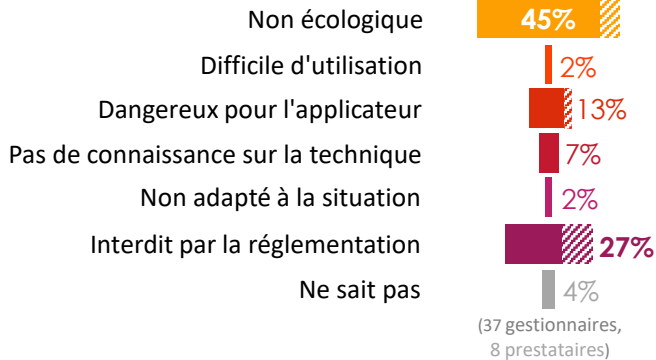 Non écologique 45%
Difficile d'utilisation 2%
Dangereux pour l'applicateur 13%
Pas de connaissance sur la technique 7%
Non adapté à la situation 2%
Interdit par la réglementation 27%
Ne sait pas 4%
(37 gestionnaires,
8 prestataires)